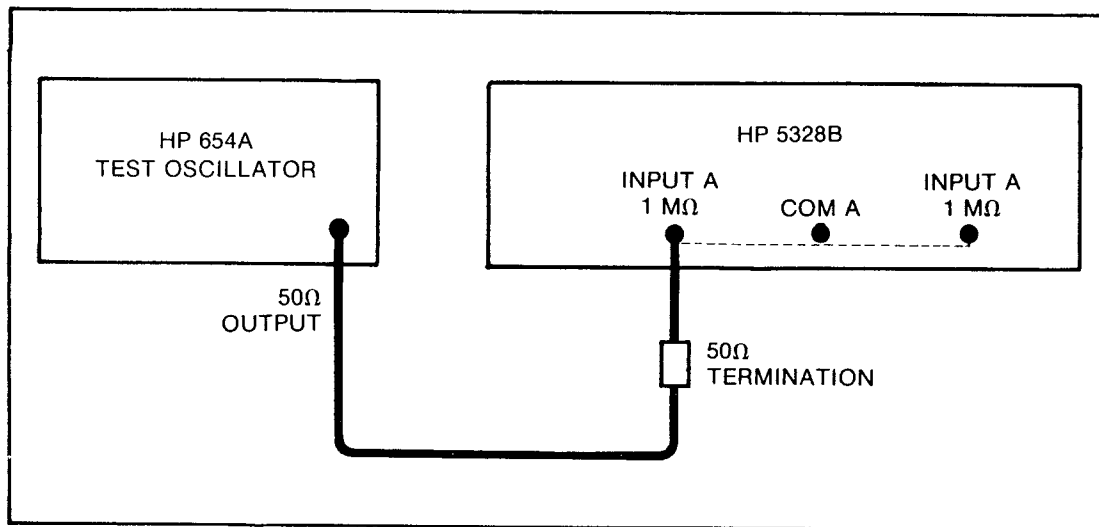 HP 654A
TEST OSCILLATOR
50Ω
OUTPUT
HP 5328B
INPUT A
1 MΩ
COM A
INPUT A
1 MΩ
50Ω
TERMINATION